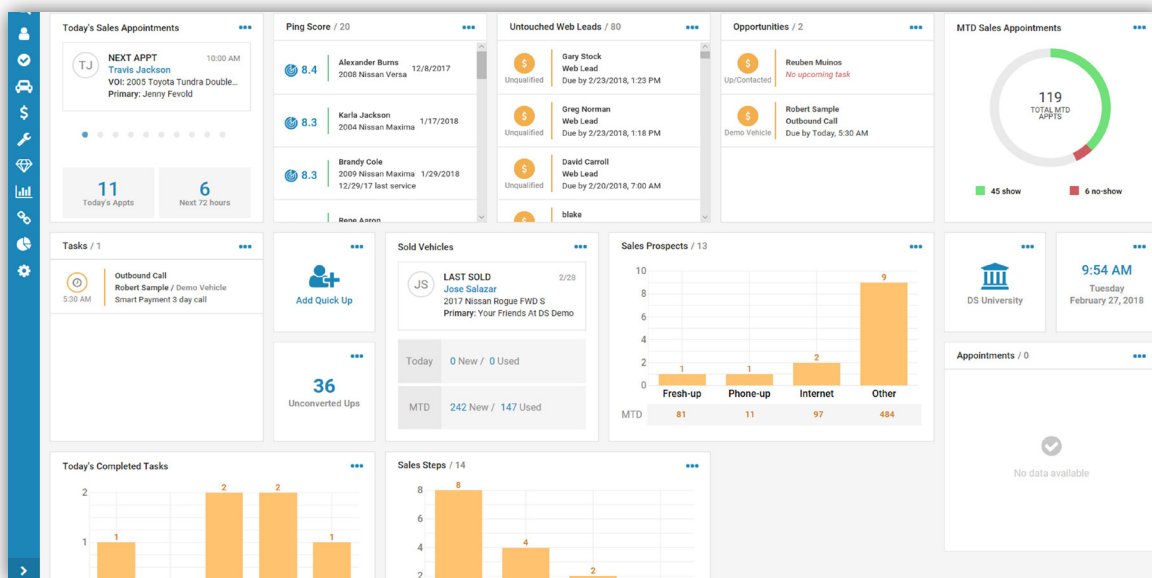 Today's Sales Appointments
TJ
NEXT APPT 10:00 AM
Travis Jackson
VOI: 2005 Toyota Tundra Double...
Primary: Jenny Fevold
11
Today's Appts
6
Next 72 hours
Ping Score / 20
8.4
Alexander Burns
2008 Nissan Versa
12/8/2017
8.3
Karla Jackson
2004 Nissan Maxima
1/17/2018
8.3
Brandy Cole
2009 Nissan Maxima 1/29/2018
12/29/17 last service
Rene Aaron
Untouched Web Leads / 80
$
Unqualified
Gary Stock
Web Lead
Due by 2/23/2018, 1:23 PM
$
Unqualified
Greg Norman
Web Lead
Due by 2/23/2018, 1:18 PM
$
Unqualified
David Carroll
Web Lead
Due by 2/20/2018, 7:00 AM
blake
Opportunities / 2
$
Up/Contacted
Reuben Muinos
No upcoming task
$
Demo Vehicle
Robert Sample
Outbound Call
Due by Today, 5:30 AM
MTD Sales Appointments
119
TOTAL MTD
APPTS
45 show
6 no-show
Tasks / 1
5:30 AM
Outbound Call
Robert Sample / Demo Vehicle
Smart Payment 3 day call
Add Quick Up
36
Unconverted Ups
Sold Vehicles
JS
LAST SOLD 2/28
Jose Salazar
2017 Nissan Rogue FWD S
Primary: Your Friends At DS Demo
Today 0 New / 0 Used
MTD 242 New / 147 Used
Sales Prospects / 13
10
8
6
4
2
0
1 1 2 9
Fresh-up Phone-up Internet Other
MTD 81 11 97 484
DS University
9:54 AM
Tuesday
February 27, 2018
Appointments / 0
No data available
Today's Completed Tasks
2
1
1 2 2 1
Sales Steps / 14
8
6
4
2
8 4 2